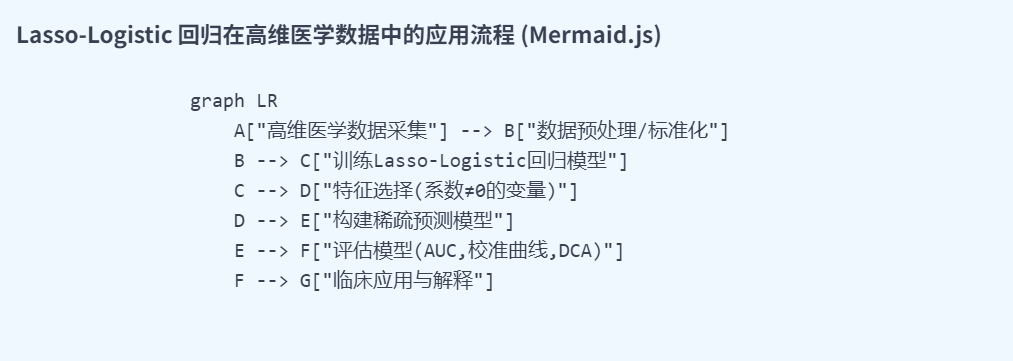 Lasso-Logistic 回归在高维医学数据中的应用流程 (Mermaid.js)
graph LR
A["高维医学数据采集"] --> B["数据预处理/标准化"]
B --> C["训练Lasso-Logistic回归模型"]
C --> D["特征选择(系数≠0的变量)"]
D --> E["构建稀疏预测模型"]
E --> F["评估模型(AUC,校准曲线,DCA)"]
F --> G["临床应用与解释"]